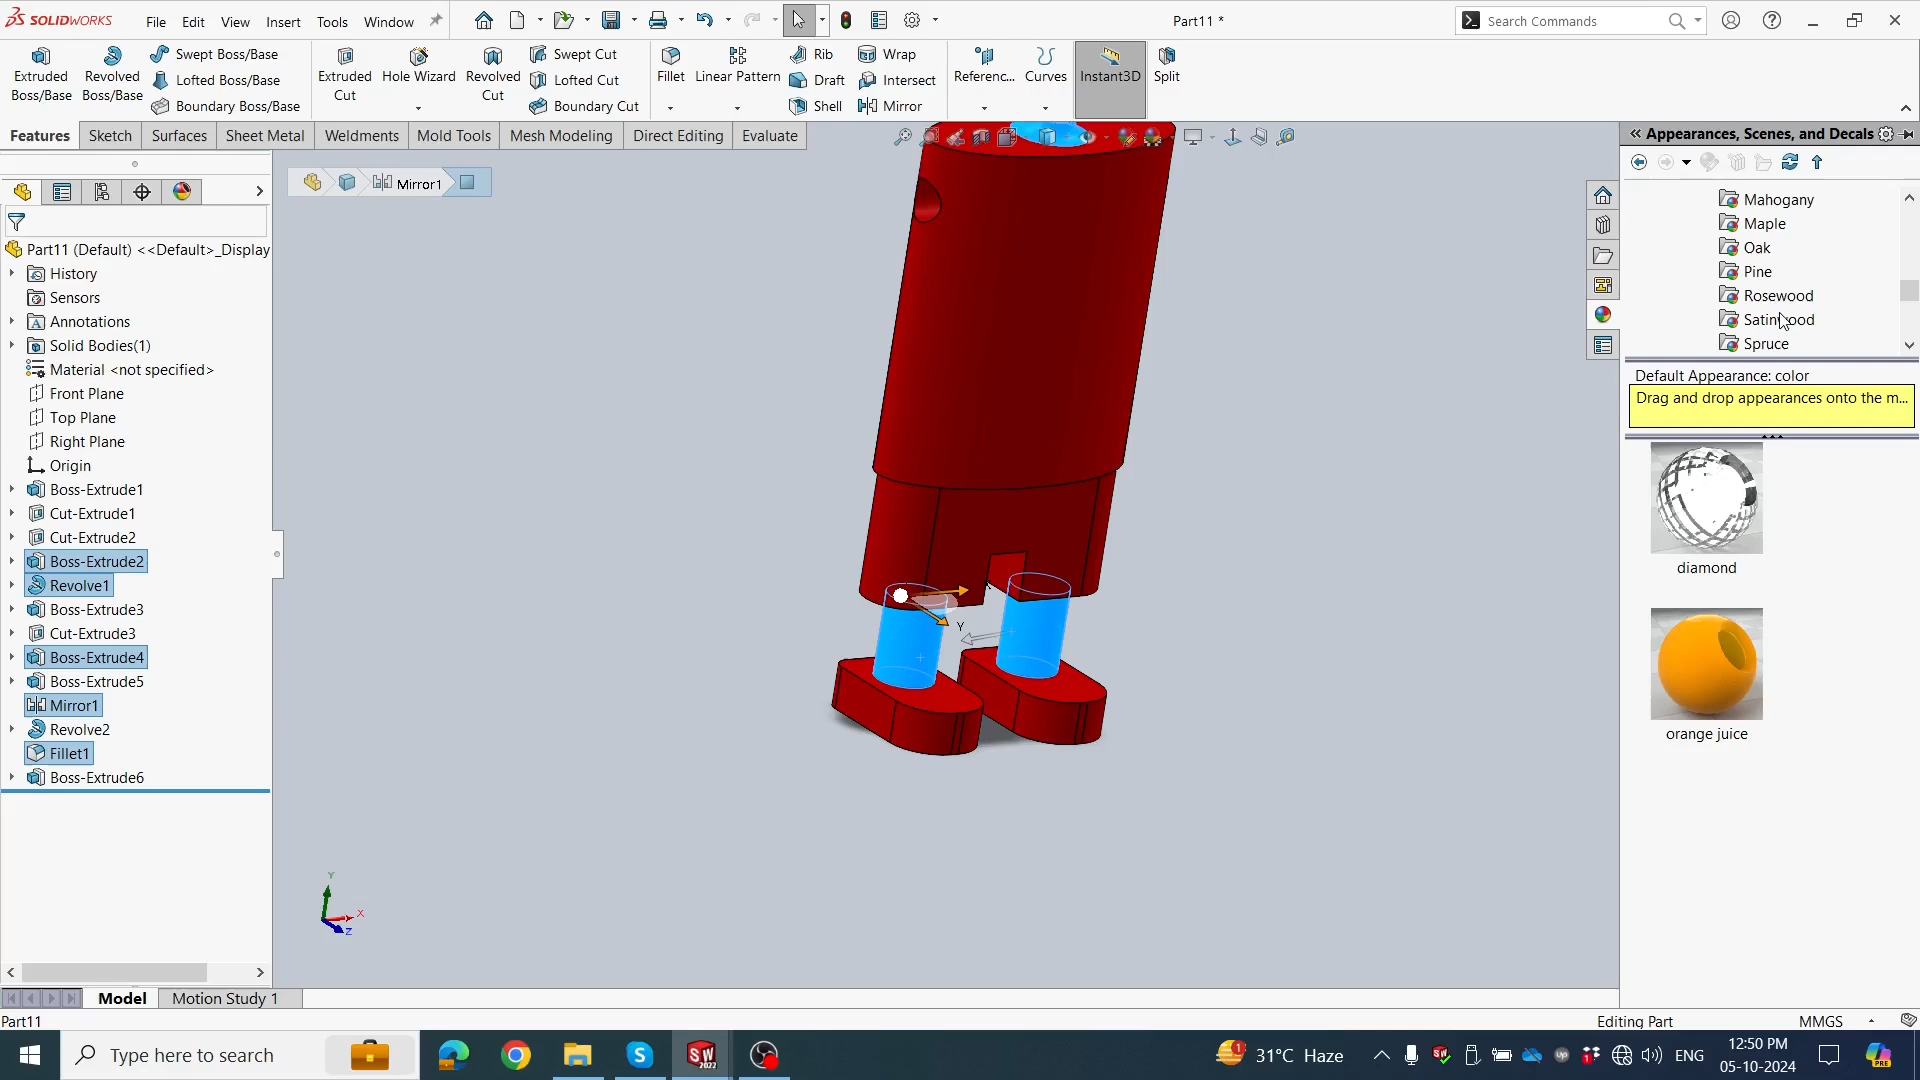 SOLIDWORKS
File Edit View Insert Tools Window
Part11 *
Search Commands
Extruded Boss/Base
Revolved Boss/Base
Swept Boss/Base
Lofted Boss/Base
Boundary Boss/Base
Extruded Cut
Hole Wizard
Revolved Cut
Swept Cut
Lofted Cut
Boundary Cut
Fillet
Linear Pattern
Rib
Draft
Shell
Wrap
Intersect
Mirror
Referenc...
Curves
Instant3D
Split
Features Sketch Surfaces Sheet Metal Weldments Mold Tools Mesh Modeling Direct Editing Evaluate
Appearances, Scenes, and Decals
Mirror1
Part11 (Default) <<Default>_Display
History
Sensors
Annotations
Solid Bodies(1)
Material <not specified>
Front Plane
Top Plane
Right Plane
Origin
Boss-Extrude1
Cut-Extrude1
Cut-Extrude2
Boss-Extrude2
Revolve1
Boss-Extrude3
Cut-Extrude3
Boss-Extrude4
Boss-Extrude5
Mirror1
Revolve2
Fillet1
Boss-Extrude6
Y
Y
X
Z
Mahogany
Maple
Oak
Pine
Rosewood
Satinwood
Spruce
Default Appearance: color
Drag and drop appearances onto the m...
diamond
orange juice
Model Motion Study 1
Part11
Editing Part
MMGS
Type here to search
SW
2022
1
31°C Haze
ENG
12:50 PM
05-10-2024
PRE